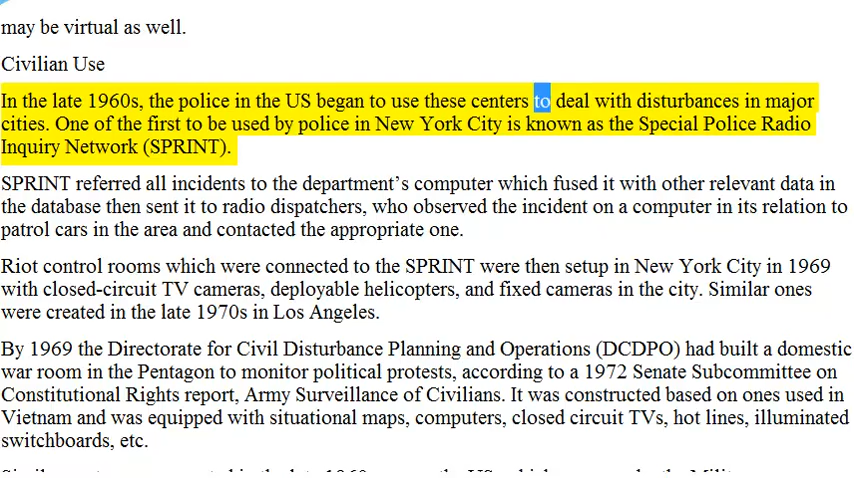 may be virtual as well.
Civilian Use
In the late 1960s, the police in the US began to use these centers to deal with disturbances in major
cities. One of the first to be used by police in New York City is known as the Special Police Radio
Inquiry Network (SPRINT).
SPRINT referred all incidents to the department’s computer which fused it with other relevant data in
the database then sent it to radio dispatchers, who observed the incident on a computer in its relation to
patrol cars in the area and contacted the appropriate one.
Riot control rooms which were connected to the SPRINT were then setup in New York City in 1969
with closed-circuit TV cameras, deployable helicopters, and fixed cameras in the city. Similar ones
were created in the late 1970s in Los Angeles.
By 1969 the Directorate for Civil Disturbance Planning and Operations (DCDPO) had built a domestic
war room in the Pentagon to monitor political protests, according to a 1972 Senate Subcommittee on
Constitutional Rights report, Army Surveillance of Civilians. It was constructed based on ones used in
Vietnam and was equipped with situational maps, computers, closed circuit TVs, hot lines, illuminated
switchboards, etc.